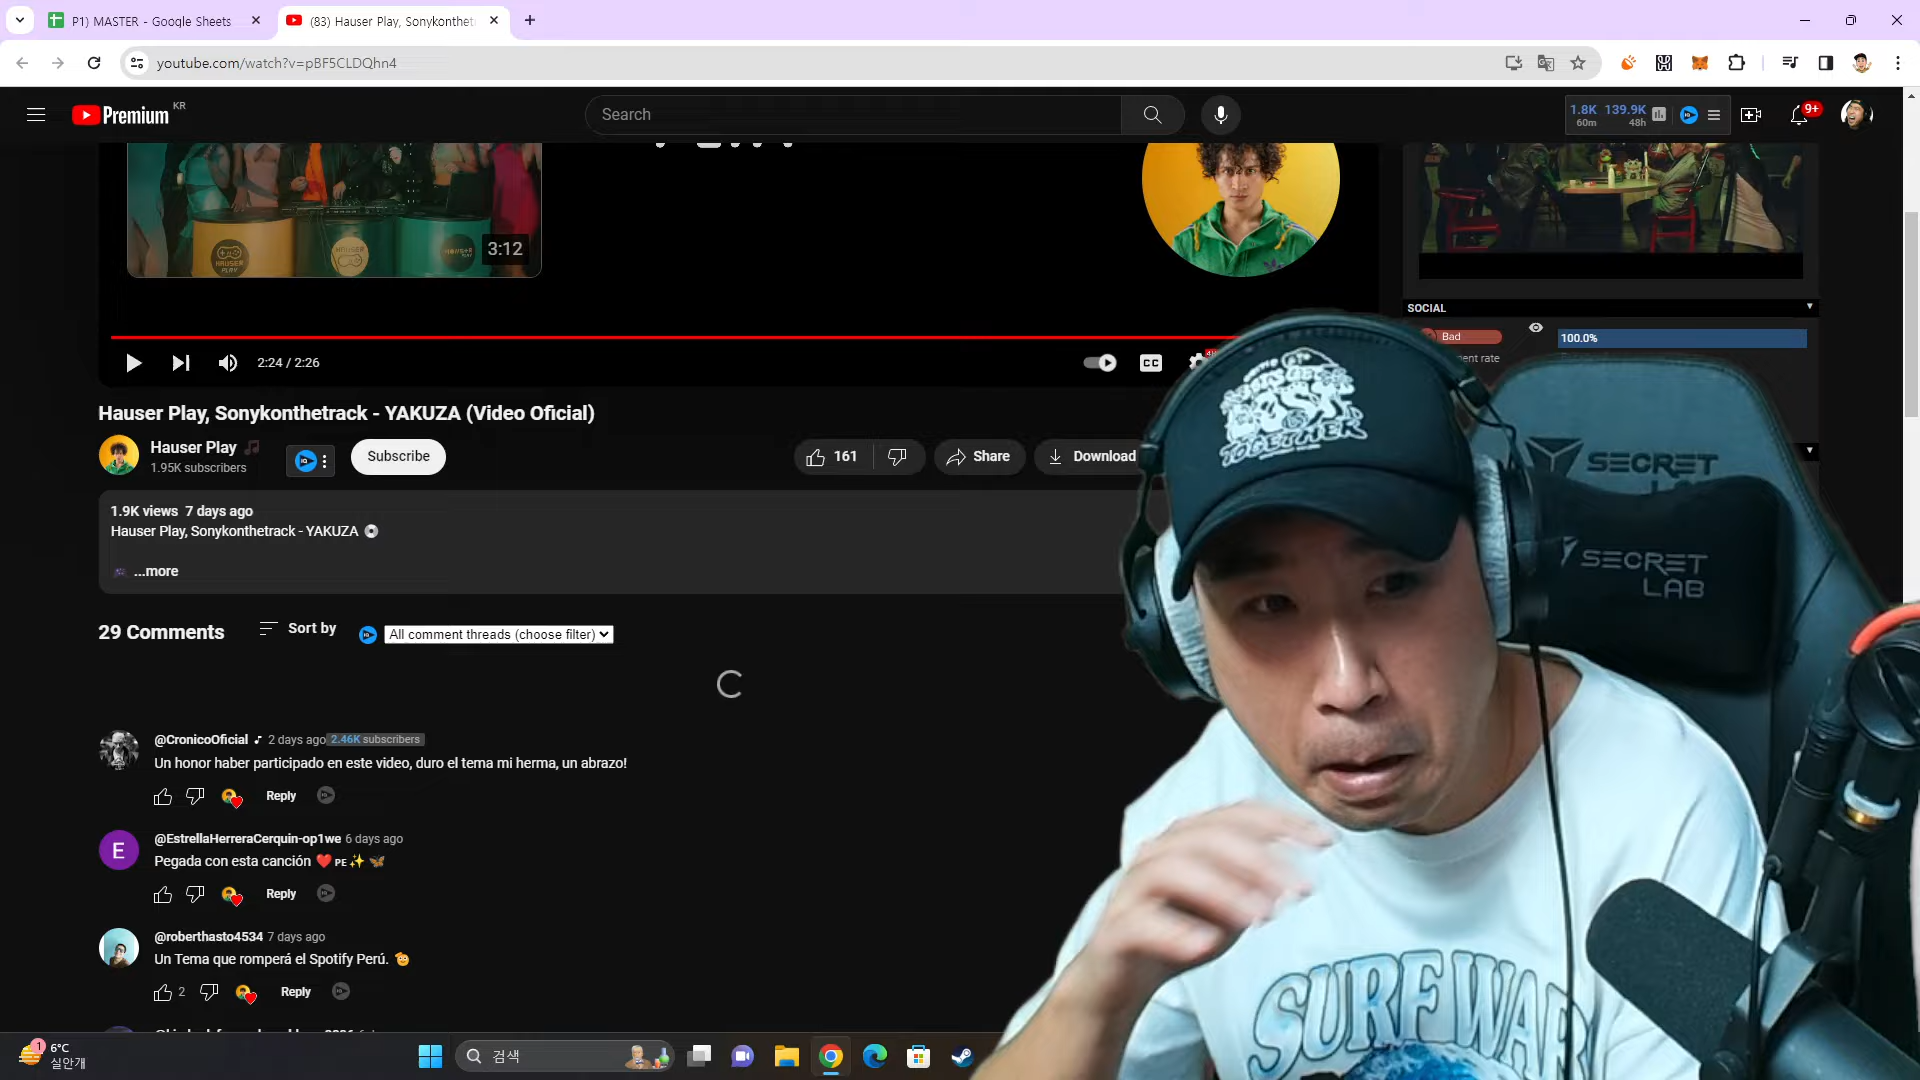 P1) MASTER - Google Sheets
(83) Hauser Play, Sonykonthet
youtube.com/watch?v=pBF5CLDQhn4
Premium KR
Search
1.8K 139.9K
60m 48h
9+
3:12
SOCIAL
Bad
100.0%
ment rate
2:24 / 2:26
CC
Hauser Play, Sonykonthetrack - YAKUZA (Video Oficial)
Hauser Play
1.95K subscribers
Subscribe
161
Share
Download
1.9K views 7 days ago
Hauser Play, Sonykonthetrack - YAKUZA
...more
29 Comments
Sort by
All comment threads (choose filter)
@CronicoOficial 2 days ago 2.46K subscribers
Un honor haber participado en este video, duro el tema mi herma, un abrazo!
Reply
E
@EstrellaHerreraCerquin-op1we 6 days ago
Pegada con esta canción ❤️ PE ✨ 🦋
Reply
@roberthasto4534 7 days ago
Un Tema que romperá el Spotify Perú. 🫡
2
Reply
TOGETHER
SECRET
LAB
SECRET
LAB
SURFWAR
1
6°C
실안개
검색